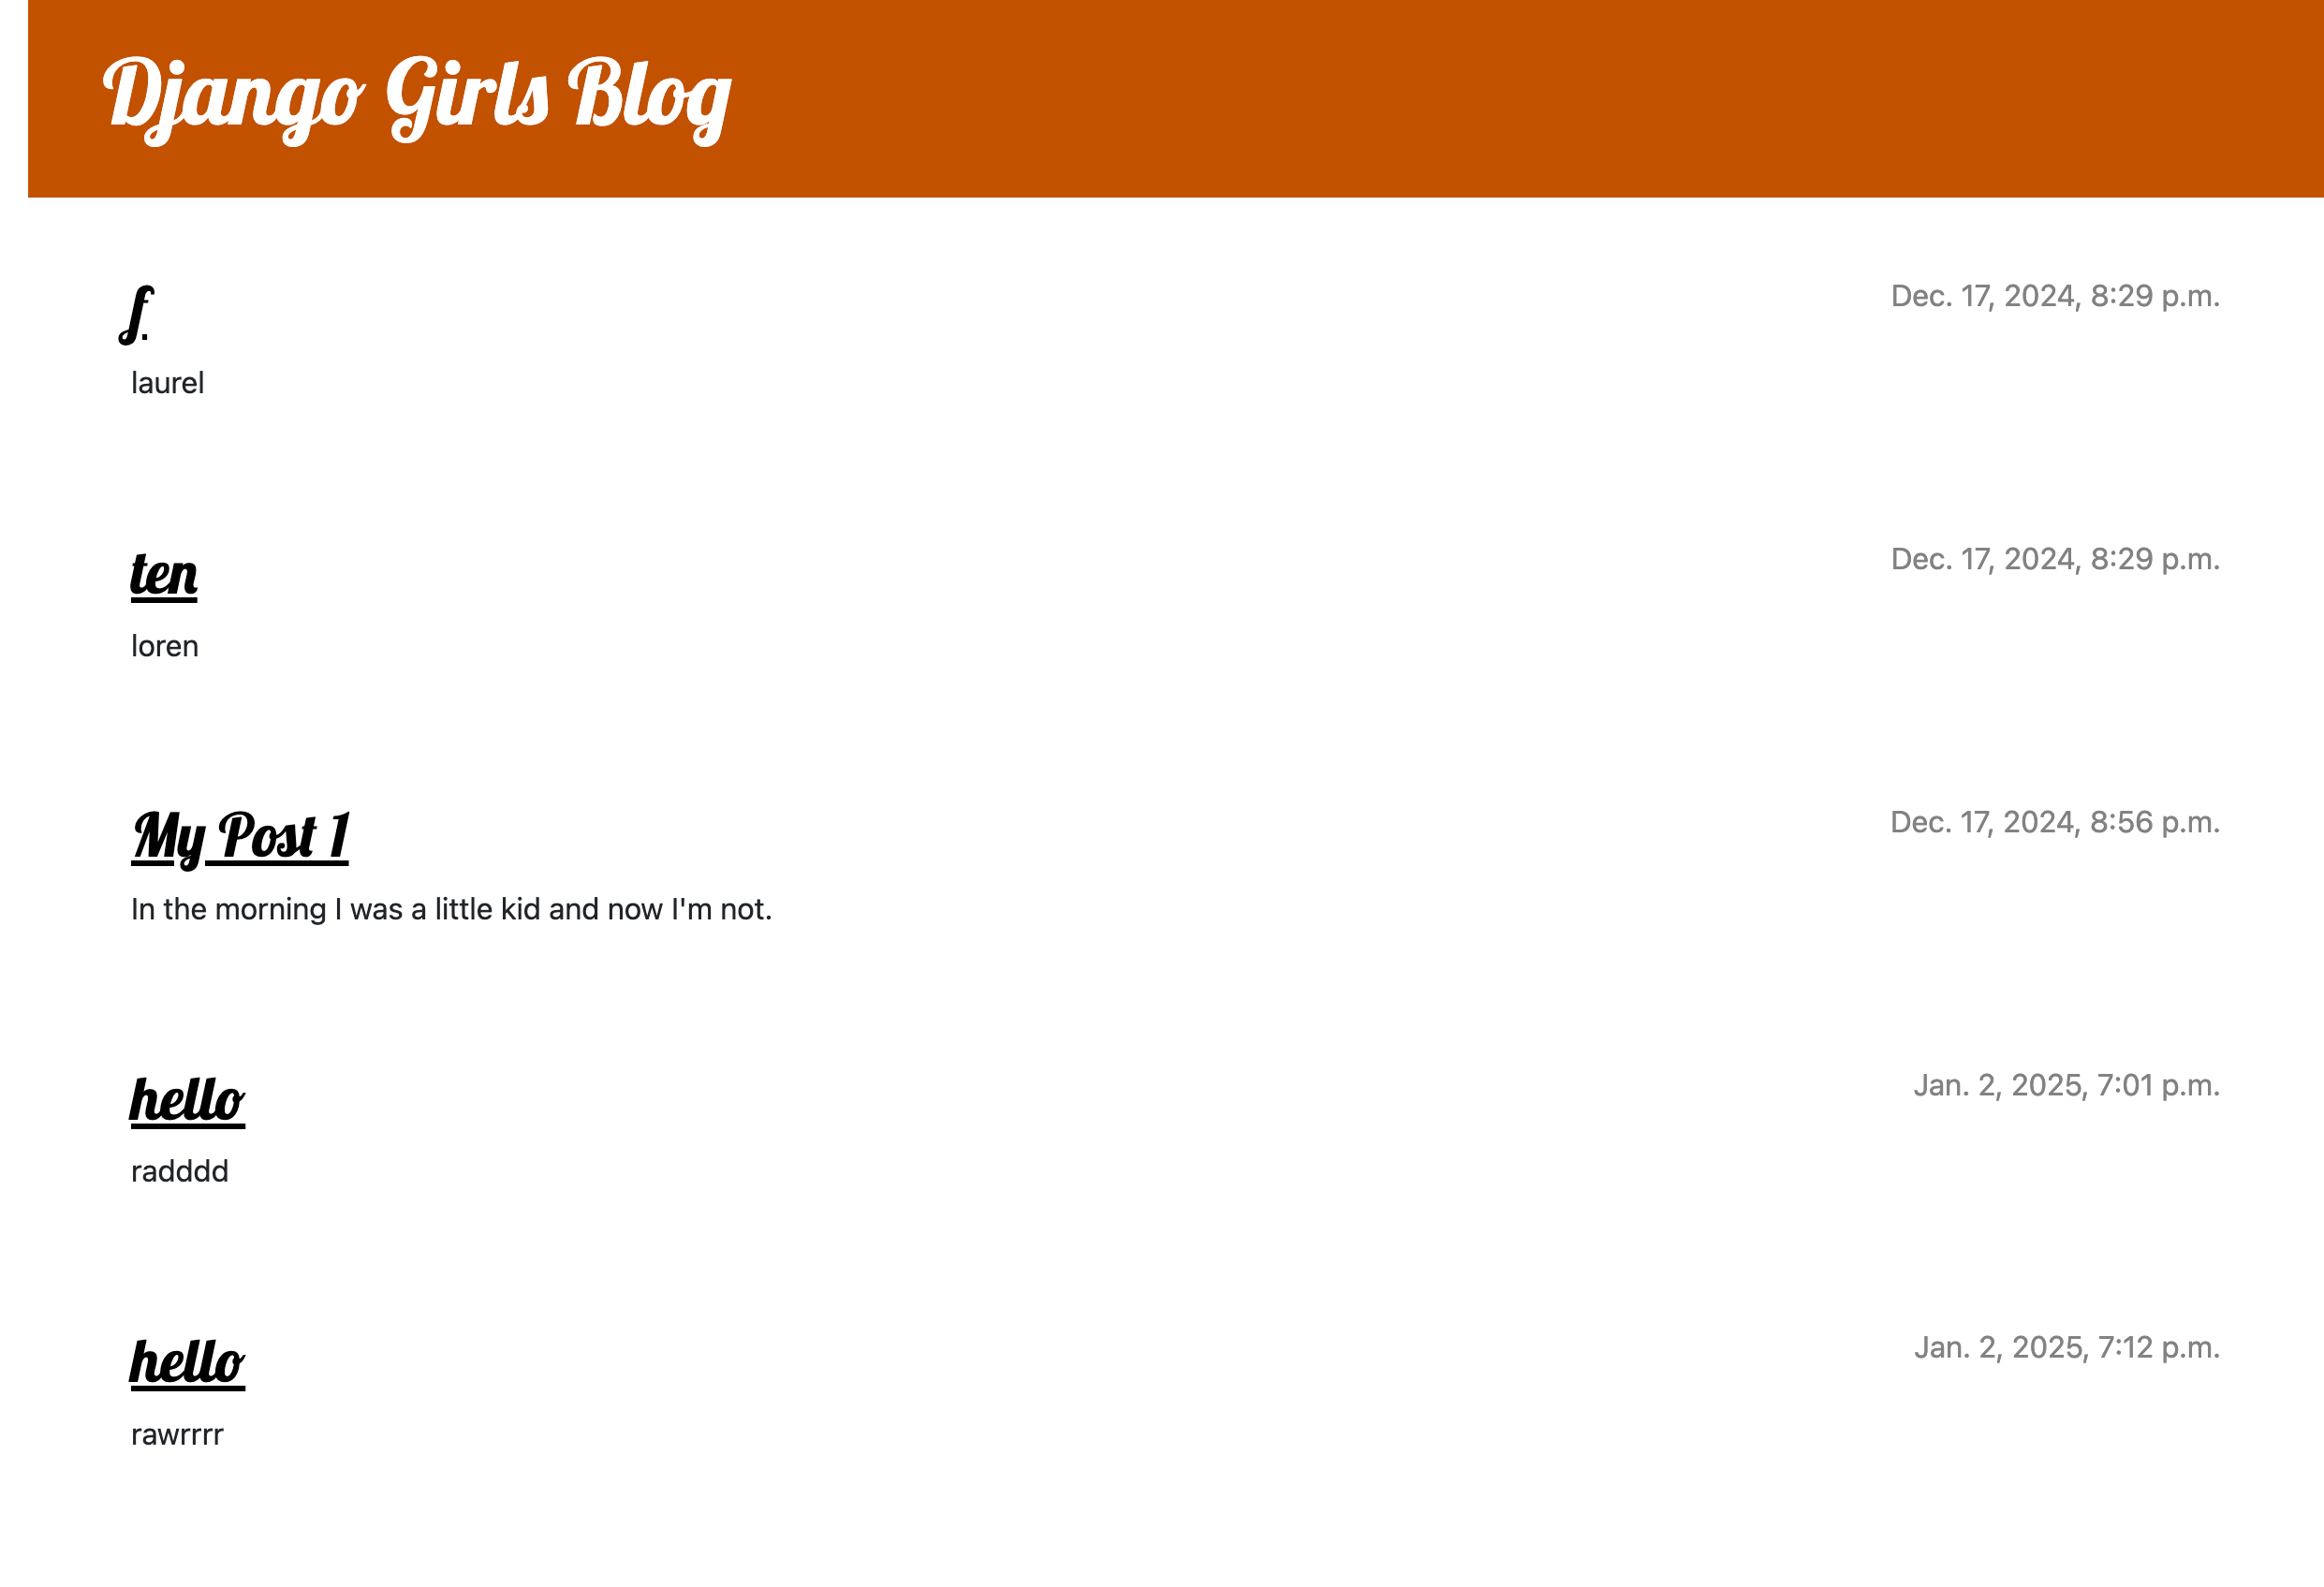 Django Girls Blog
Dec. 17, 2024, 8:29 p.m.
f
laurel
Dec. 17, 2024, 8:29 p.m.
ten
loren
Dec. 17, 2024, 8:56 p.m.
My Post 1
In the morning I was a little kid and now I'm not.
Jan. 2, 2025, 7:01 p.m.
hello
radddd
Jan. 2, 2025, 7:12 p.m.
hello
rawrrrr